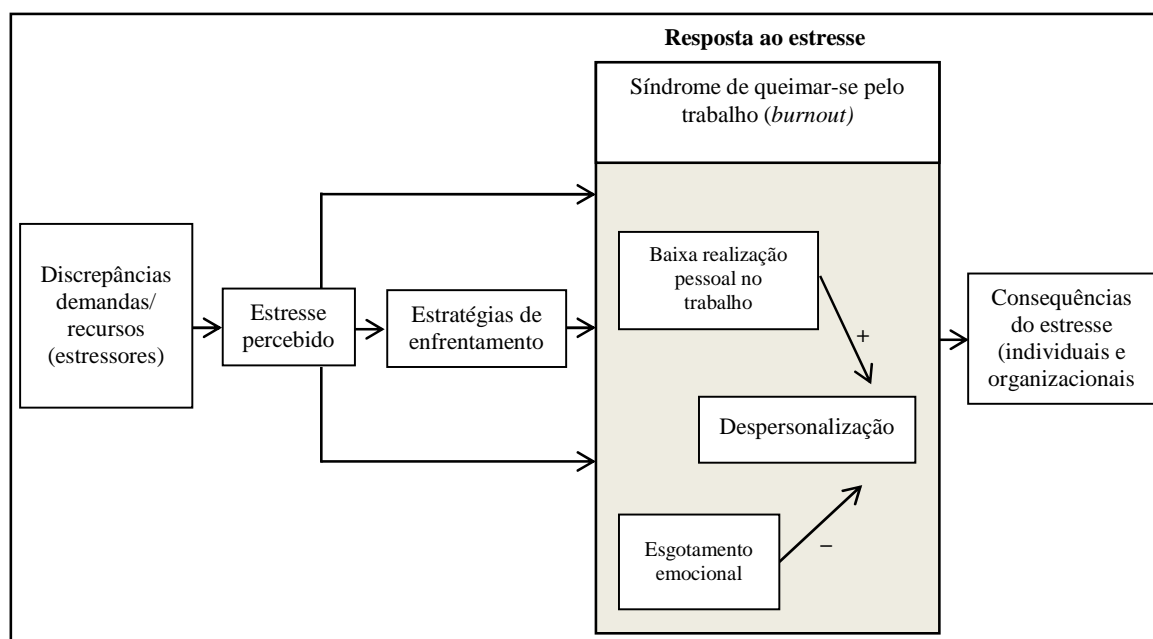 Resposta ao estresse
Síndrome de queimar-se pelo
trabalho (burnout)
Discrepâncias
demandas/
recursos
(estressores)
Estresse
percebido
Estratégias de
enfrentamento
Baixa realização
pessoal no
trabalho
+
Despersonalização
Esgotamento
emocional
–
Consequências
do estresse
(individuais e
organizacionais